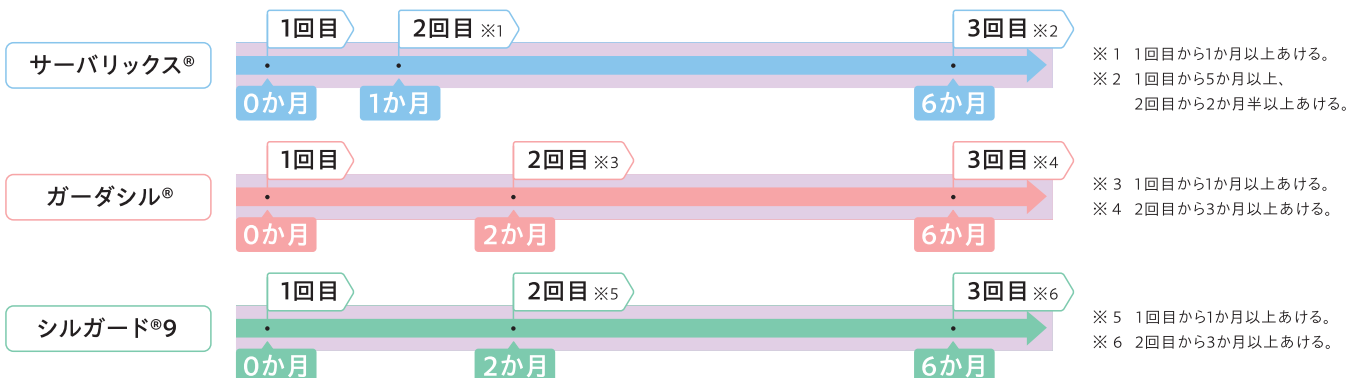 サーバリックス®
1回目
2回目 ※1
3回目 ※2
0か月
1か月
6か月
※1 1回目から1か月以上あける。
※2 1回目から5か月以上、
2回目から2か月半以上あける。
ガーダシル®
1回目
2回目 ※3
3回目 ※4
0か月
2か月
6か月
※3 1回目から1か月以上あける。
※4 2回目から3か月以上あける。
シルガード®9
1回目
2回目 ※5
3回目 ※6
0か月
2か月
6か月
※5 1回目から1か月以上あける。
※6 2回目から3か月以上あける。